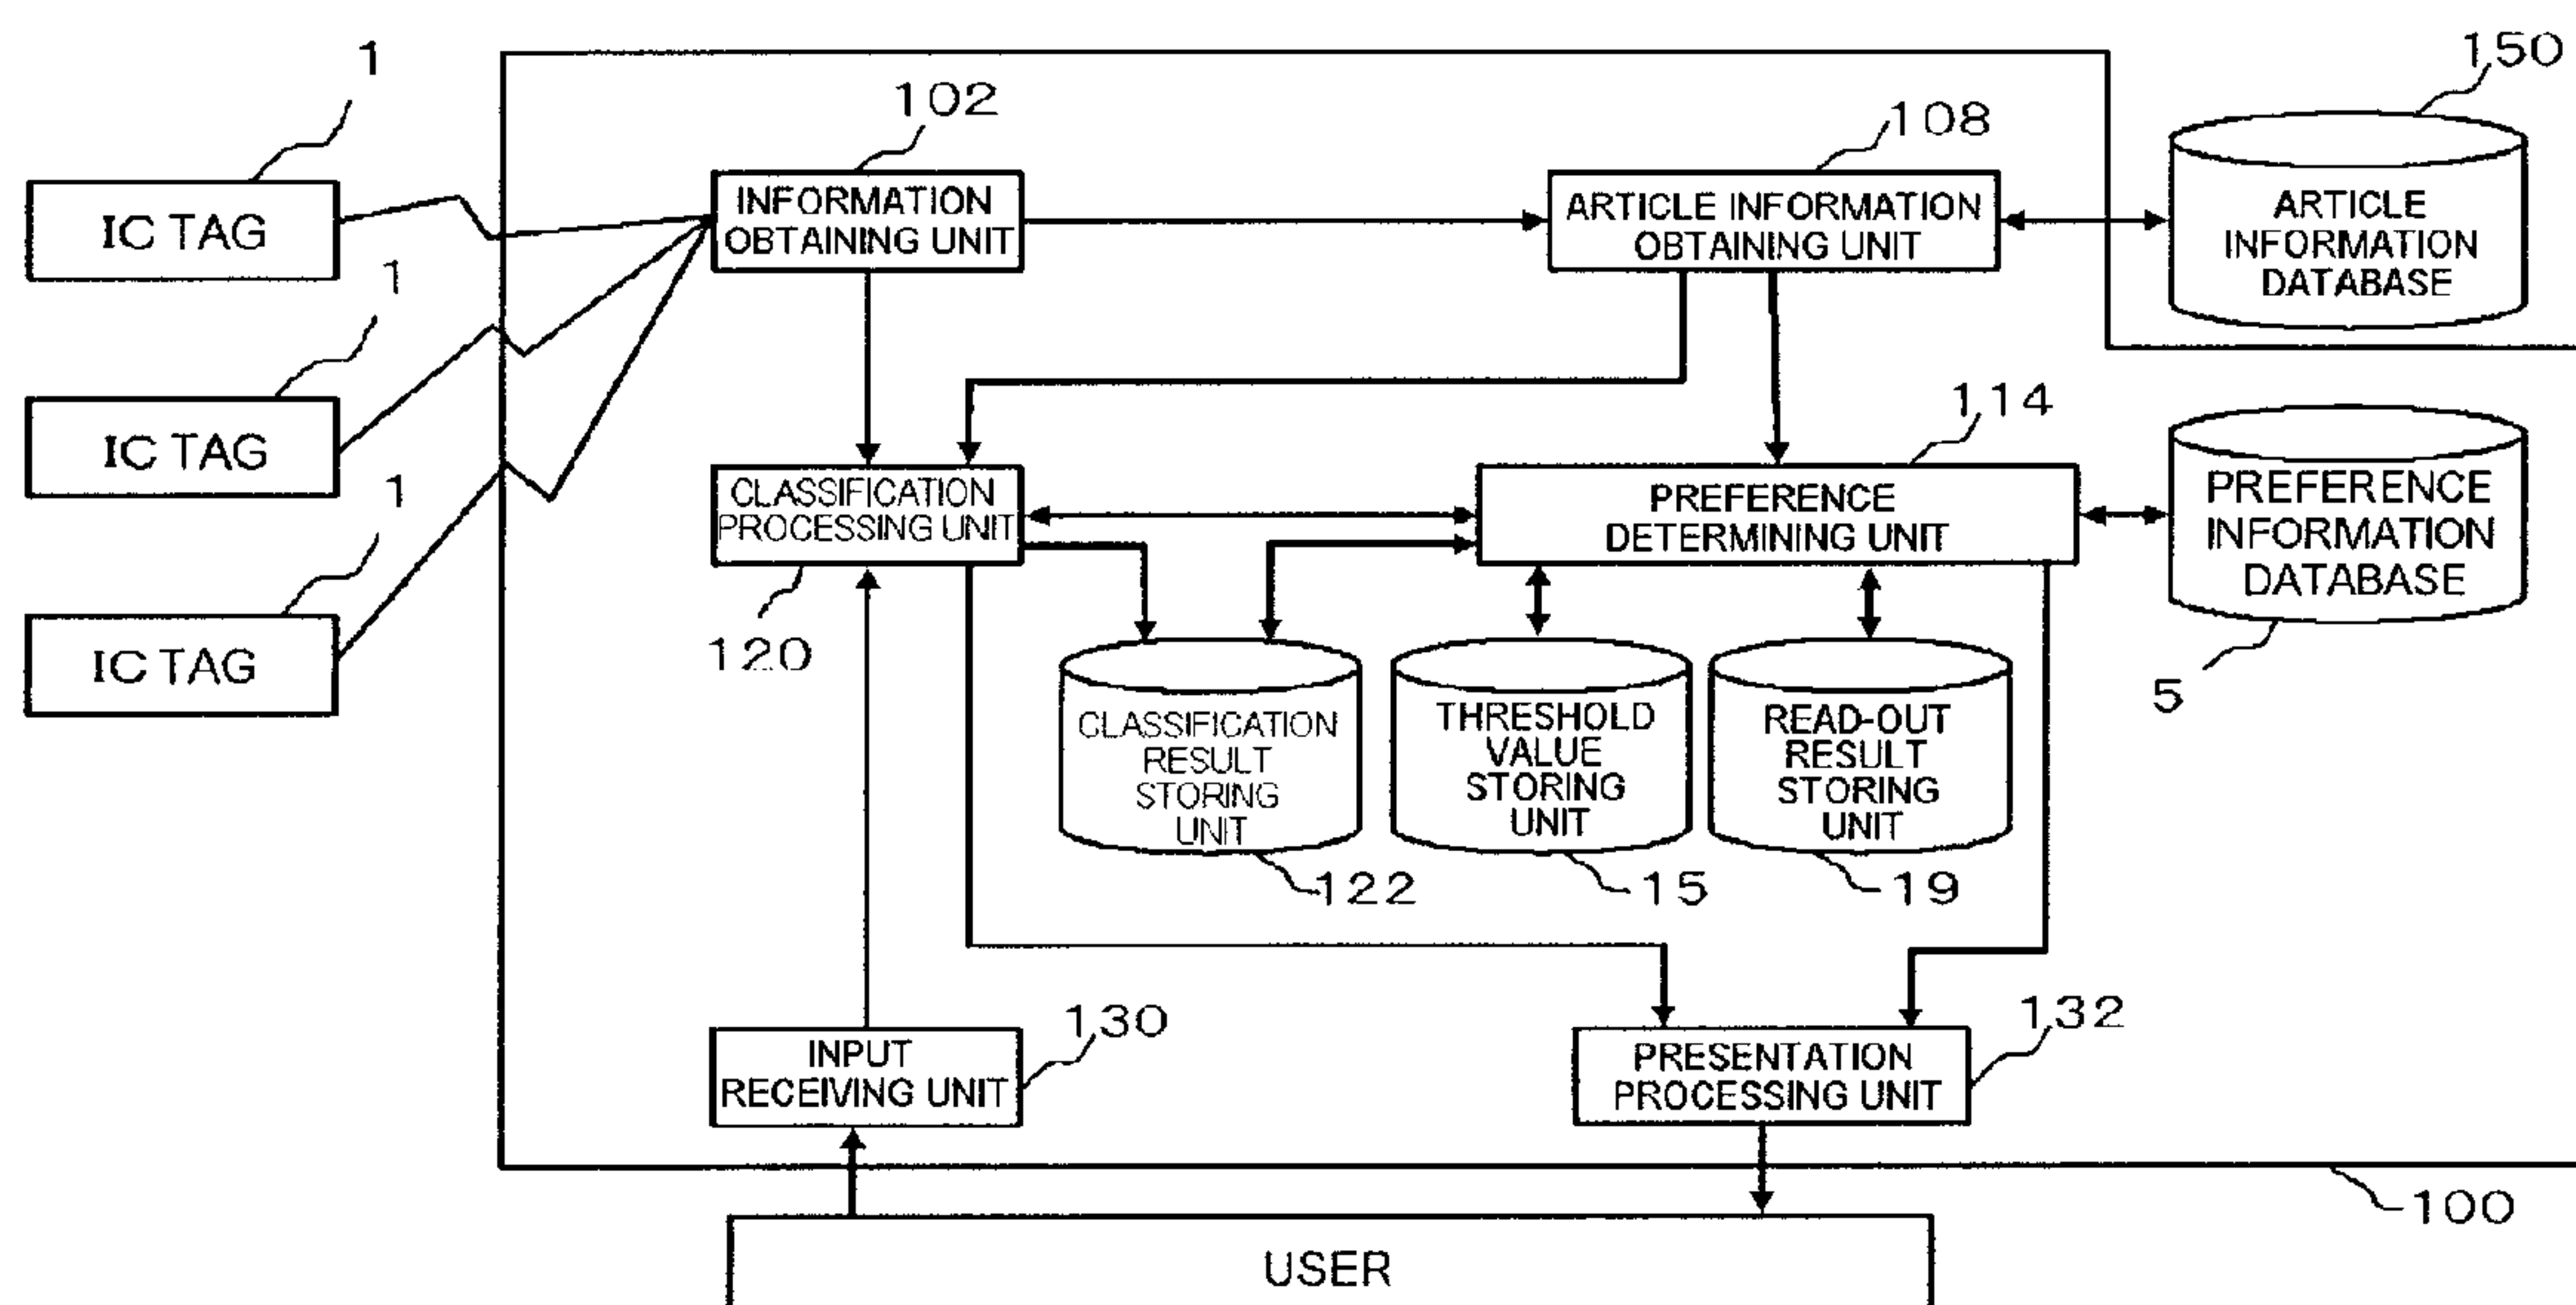 1
150
102
108
IC TAG
INFORMATION
OBTAINING UNIT
ARTICLE INFORMATION
OBTAINING UNIT
ARTICLE
INFORMATION
DATABASE
1
IC TAG
114
CLASSIFICATION
PROCESSING UNIT
PREFERENCE
DETERMINING UNIT
PREFERENCE
INFORMATION
DATABASE
1
IC TAG
120
5
CLASSIFICATION
RESULT
STORING
UNIT
THRESHOLD
VALUE
STORING
UNIT
READ-OUT
RESULT
STORING
UNIT
122
15
19
130
132
INPUT
RECEIVING UNIT
PRESENTATION
PROCESSING UNIT
100
USER